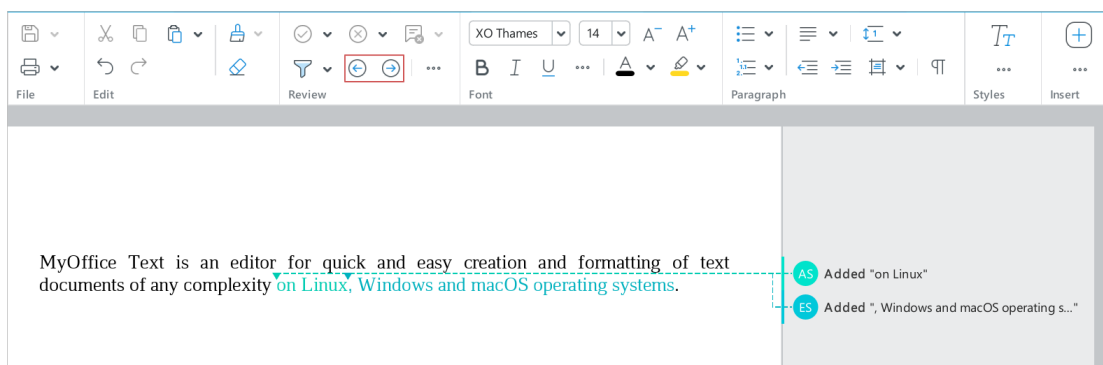 XO Thames 14 A⁻ A⁺
B I U A
File Edit Review Font Paragraph Styles Insert
MyOffice Text is an editor for quick and easy creation and formatting of text
documents of any complexity on Linux, Windows and macOS operating systems.
AS Added "on Linux"
ES Added ", Windows and macOS operating s..."